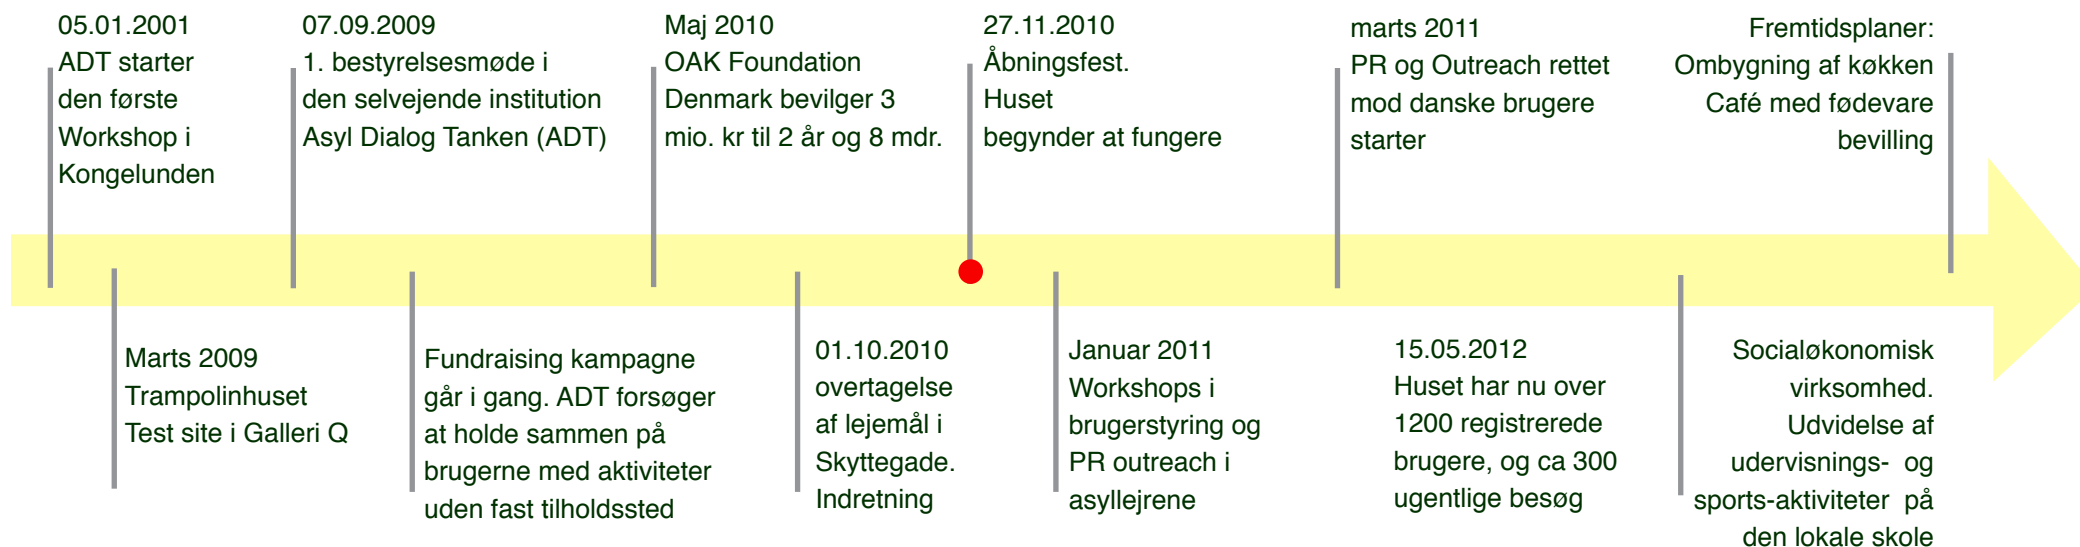 05.01.2001
ADT starter
den første
Workshop i
Kongelunden
07.09.2009
1. bestyrelsesmøde i
den selvejende institution
Asyl Dialog Tanken (ADT)
Maj 2010
OAK Foundation
Denmark bevilger 3
mio. kr til 2 år og 8 mdr.
27.11.2010
Åbningsfest.
Huset
begynder at fungere
marts 2011
PR og Outreach rettet
mod danske brugere
starter
Fremtidsplaner:
Ombygning af køkken
Café med fødevare
bevilling
Marts 2009
Trampolinhuset
Test site i Galleri Q
Fundraising kampagne
går i gang. ADT forsøger
at holde sammen på
brugerne med aktiviteter
uden fast tilholdssted
01.10.2010
overtagelse
af lejemål i
Skyttegade.
Indretning
Januar 2011
Workshops i
brugerstyring og
PR outreach i
asyllejrene
15.05.2012
Huset har nu over
1200 registrerede
brugere, og ca 300
ugentlige besøg
Socialøkonomisk
virksomhed.
Udvidelse af
udervisnings- og
sports-aktiviteter på
den lokale skole